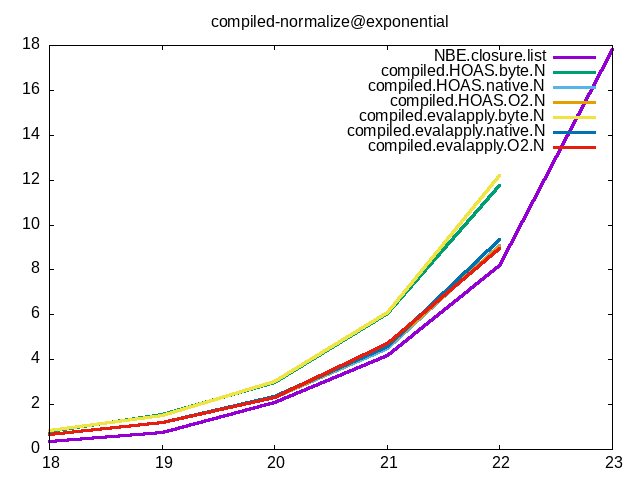 compiled-normalize@exponential
18
16
14
12
10
8
6
4
2
0
NBE.closure.list
compiled.HOAS.byte.N
compiled.HOAS.native.N
compiled.HOAS.O2.N
compiled.evalapply.byte.N
compiled.evalapply.native.N
compiled.evalapply.O2.N
18 19 20 21 22 23